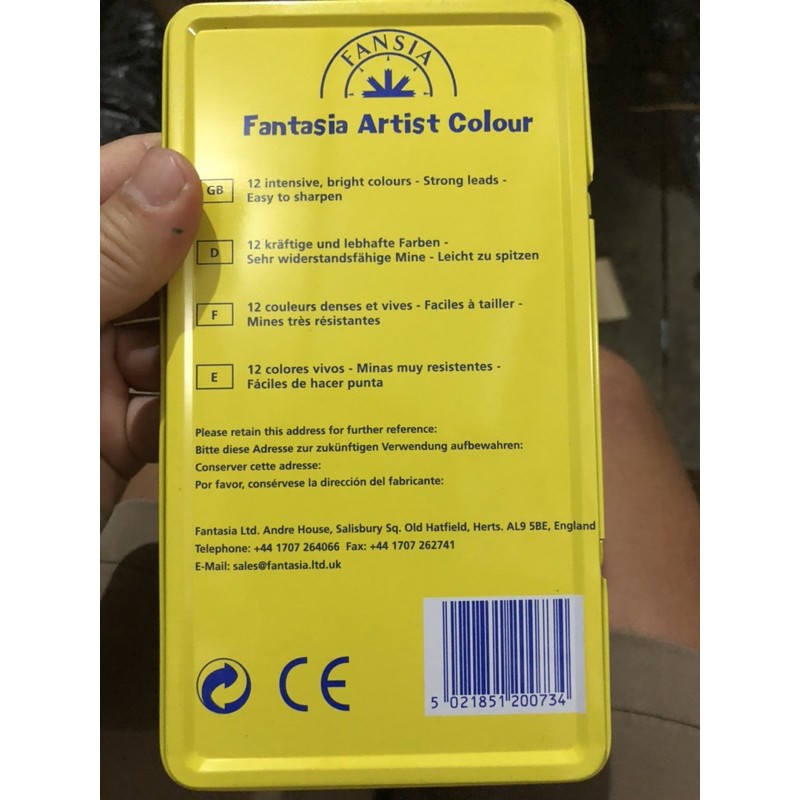 FANSIA
Fantasia Artist Colour
GB
12 intensive, bright colours - Strong leads -
Easy to sharpen
D
12 kräftige und lebhafte Farben -
Sehr widerstandsfähige Mine - Leicht zu spitzen
F
12 couleurs denses et vives - Faciles à tailler -
Mines très résistantes
E
12 colores vivos - Minas muy resistentes -
Fáciles de hacer punta
Please retain this address for further reference:
Bitte diese Adresse zur zukünftigen Verwendung aufbewahren:
Conserver cette adresse:
Por favor, consérvese la dirección del fabricante:
Fantasia Ltd. Andre House, Salisbury Sq. Old Hatfield, Herts. AL9 5BE, England
Telephone: +44 1707 264066 Fax: +44 1707 262741
E-Mail: sales@fantasia.ltd.uk
CE
5 021851 200734